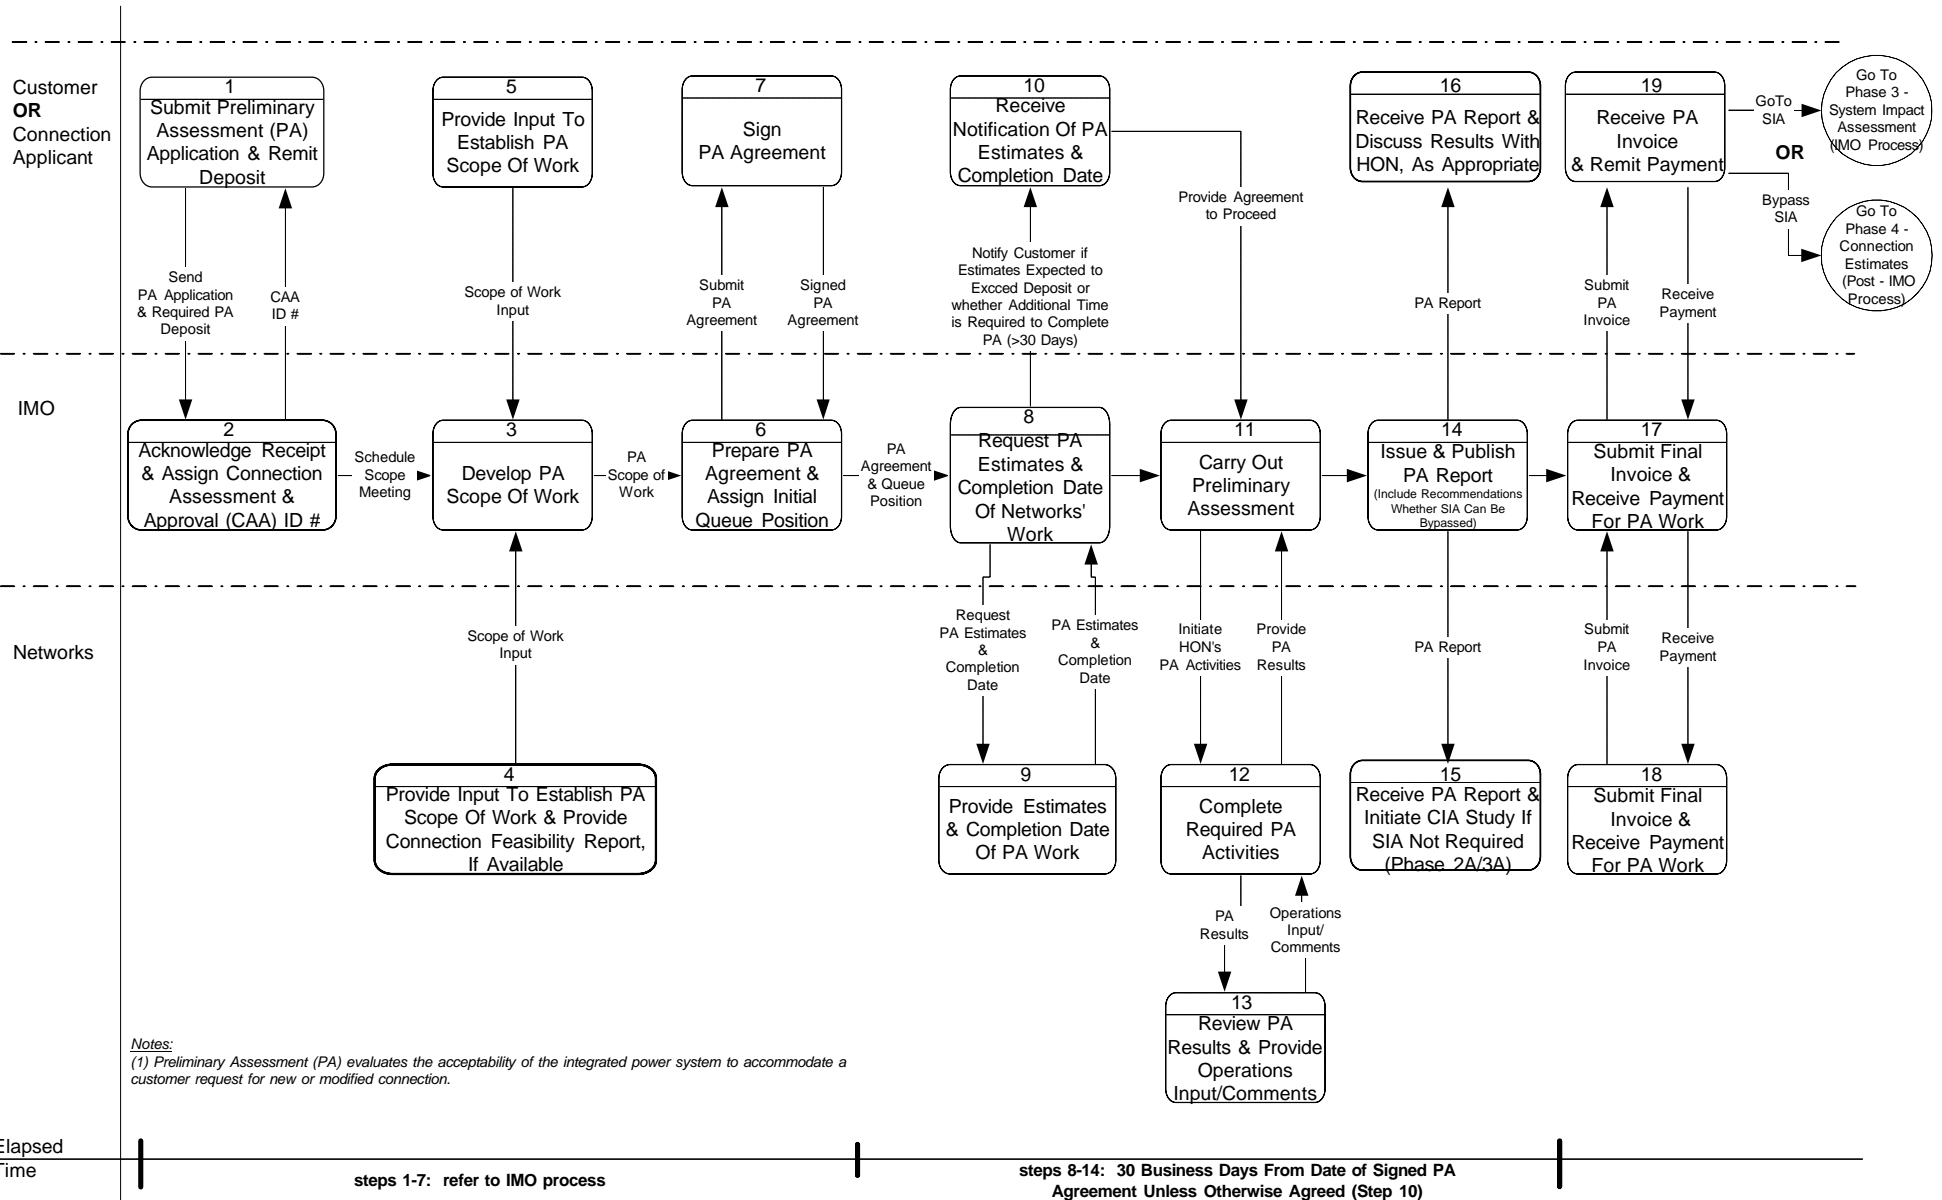 Customer
OR
Connection
Applicant
1
Submit Preliminary
Assessment (PA)
Application & Remit
Deposit
5
Provide Input To
Establish PA
Scope Of Work
7
Sign
PA Agreement
10
Receive
Notification Of PA
Estimates &
Completion Date
16
Receive PA Report &
Discuss Results With
HON, As Appropriate
19
Receive PA
Invoice
& Remit Payment
GoTo
SIA
OR
Bypass
SIA
Go To
Phase 3 -
System Impact
Assessment
(IMO Process)
Go To
Phase 4 -
Connection
Estimates
(Post - IMO
Process)
Send
PA Application
& Required PA
Deposit
CAA
ID #
Scope of Work
Input
Submit
PA
Agreement
Signed
PA
Agreement
Notify Customer if
Estimates Expected to
Excced Deposit or
whether Additional Time
is Required to Complete
PA (>30 Days)
Provide Agreement
to Proceed
PA Report
Submit
PA
Invoice
Receive
Payment
IMO
2
Acknowledge Receipt
& Assign Connection
Assessment &
Approval (CAA) ID #
Schedule
Scope
Meeting
3
Develop PA
Scope Of Work
PA
Scope of
Work
6
Prepare PA
Agreement &
Assign Initial
Queue Position
PA
Agreement
& Queue
Position
8
Request PA
Estimates &
Completion Date
Of Networks'
Work
11
Carry Out
Preliminary
Assessment
14
Issue & Publish
PA Report
(Include Recommendations
Whether SIA Can Be
Bypassed)
17
Submit Final
Invoice &
Receive Payment
For PA Work
Networks
Scope of Work
Input
Request
PA Estimates
&
Completion
Date
PA Estimates
&
Completion
Date
Initiate
HON's
PA Activities
Provide
PA
Results
PA Report
Submit
PA
Invoice
Receive
Payment
4
Provide Input To Establish PA
Scope Of Work & Provide
Connection Feasibility Report,
If Available
9
Provide Estimates
& Completion Date
Of PA Work
12
Complete
Required PA
Activities
15
Receive PA Report &
Initiate CIA Study If
SIA Not Required
(Phase 2A/3A)
18
Submit Final
Invoice &
Receive Payment
For PA Work
PA
Results
Operations
Input/
Comments
13
Review PA
Results & Provide
Operations
Input/Comments
Notes:
(1) Preliminary Assessment (PA) evaluates the acceptability of the integrated power system to accommodate a
customer request for new or modified connection.
Elapsed
Time
steps 1-7: refer to IMO process
steps 8-14: 30 Business Days From Date of Signed PA
Agreement Unless Otherwise Agreed (Step 10)